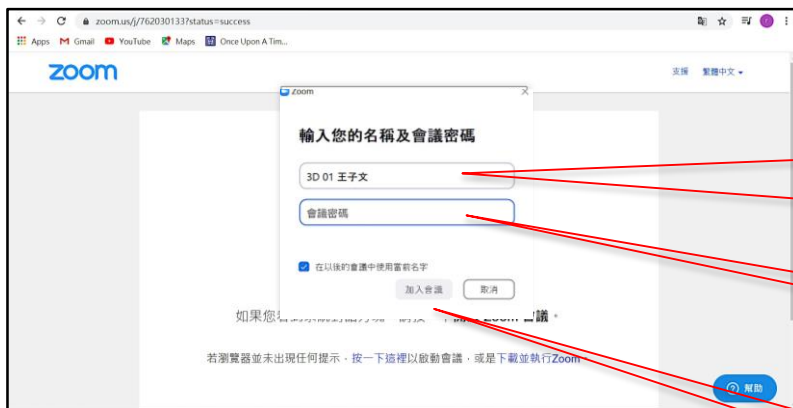 zoom.us/j/762030133?status=success
Apps M Gmail YouTube Maps Once Upon A Tim...
zoom
支援 繁體中文
zoom
輸入您的名稱及會議密碼
3D 01 王子文
會議密碼
在以後的會議中使用當前名字
加入會議 取消
如果您 Zoom 會議。
若瀏覽器並未出現任何提示,按一下這裡以啟動會議,或是下載並執行Zoom。
幫助